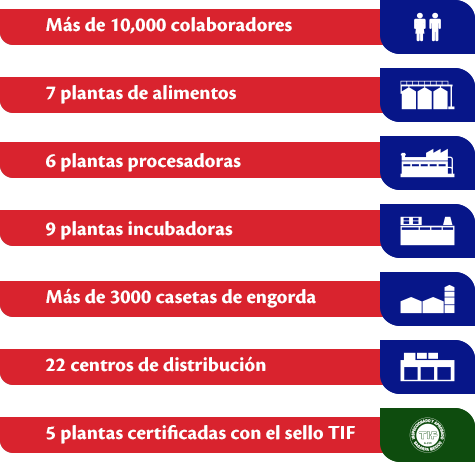 Más de 10,000 colaboradores
7 plantas de alimentos
6 plantas procesadoras
9 plantas incubadoras
Más de 3000 casetas de engorda
22 centros de distribución
5 plantas certificadas con el sello TIF
TIF